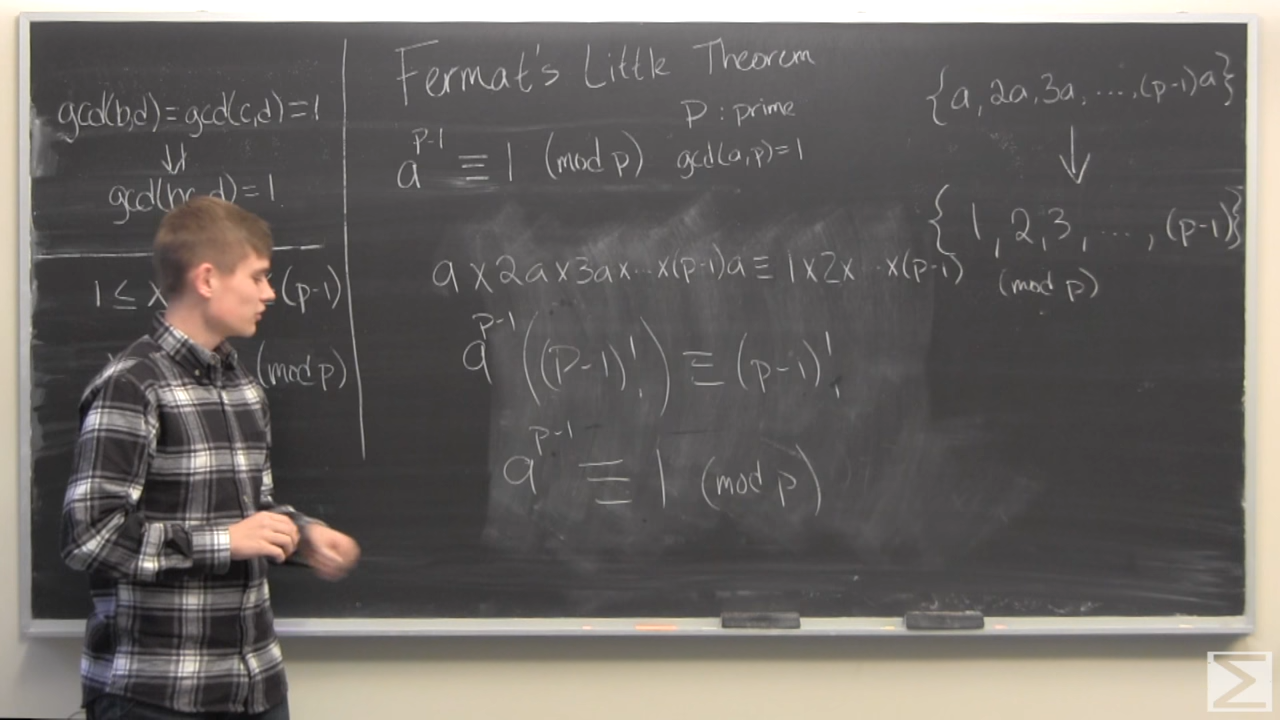 gcd(b,d) = gcd(c,d) = 1
⇓
gcd(bc,d) = 1
1 ≤ x (p-1)
(mod p)
Fermat's Little Theorem
p : prime
a^{p-1} ≡ 1 (mod p) gcd(a,p)=1
a x 2a x 3a x ... x(p-1)a ≡ 1 x 2 x ... x(p-1)
a^{p-1} ((p-1)!) ≡ (p-1)!
a^{p-1} ≡ 1 (mod p)
{a, 2a, 3a, ..., (p-1)a}
↓
{1, 2, 3, ..., (p-1)}
(mod p)
Σ